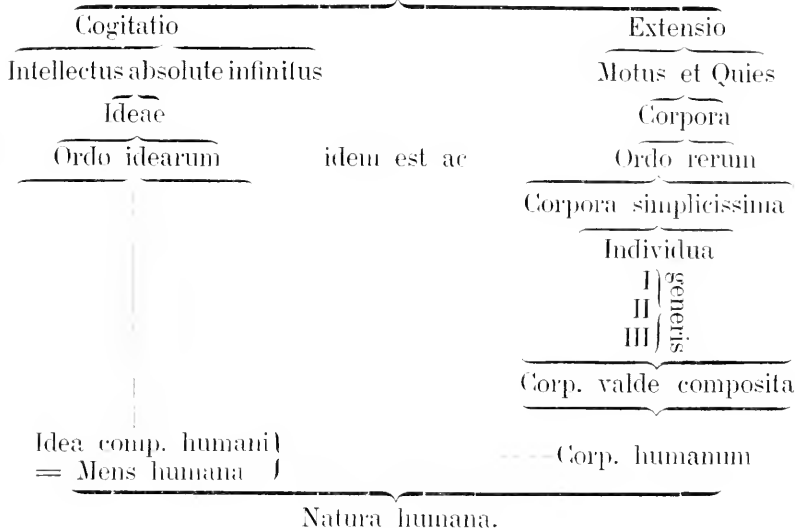 Cogitatio Extensio
Intellectus absolute infinitus Motus et Quies
Ideae Corpora
Ordo idearum idem est ac Ordo rerum
Corpora simplicissima
Individua
I
II
III
generis
Corp. valde composita
Idea comp. humani
= Mens humana
Corp. humanum
Natura humana.